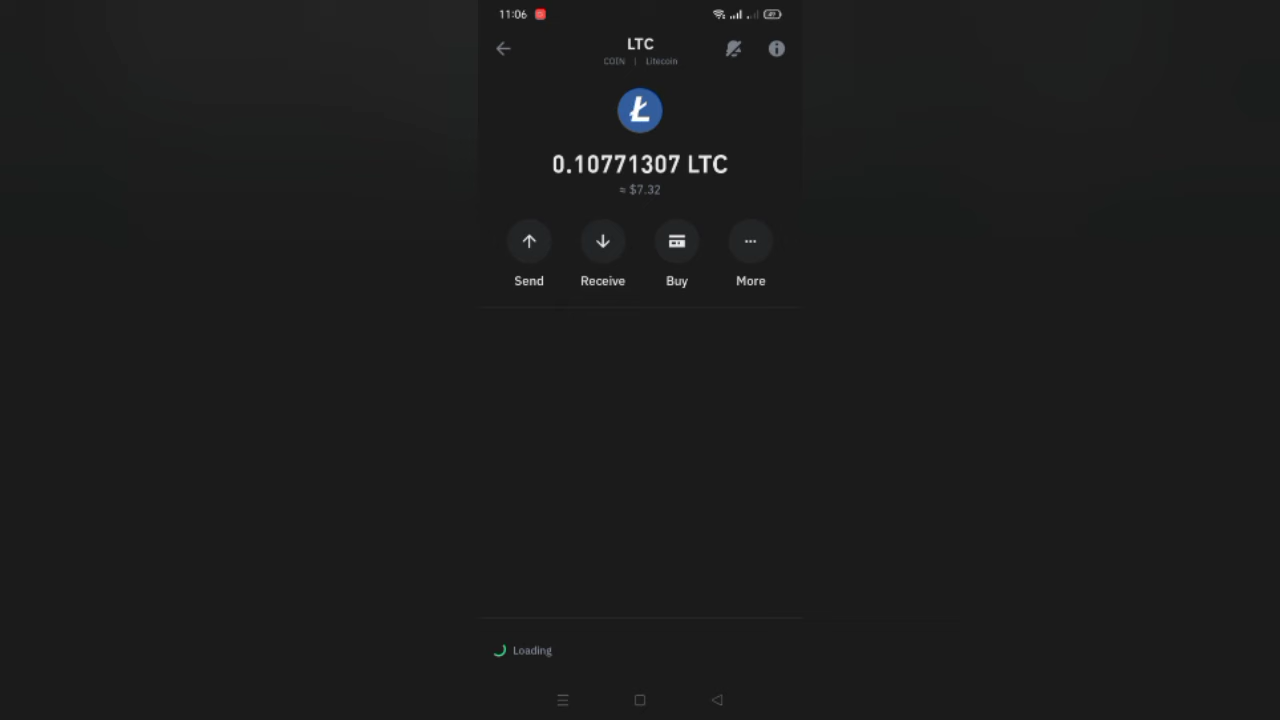 11:06
LTC
COIN | Litecoin
0.10771307 LTC
≈ $7.32
Send Receive Buy More
Loading